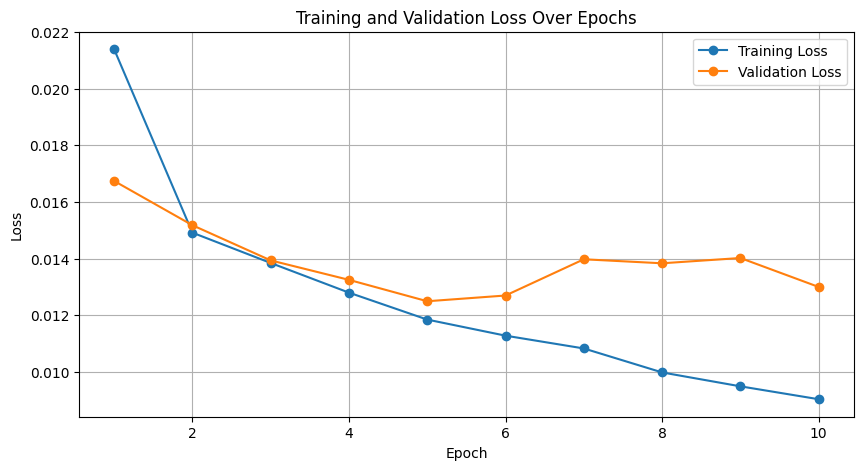 Training and Validation Loss Over Epochs
Training Loss
Validation Loss
Loss
0.022
0.020
0.018
0.016
0.014
0.012
0.010
2
4
6
8
10
Epoch